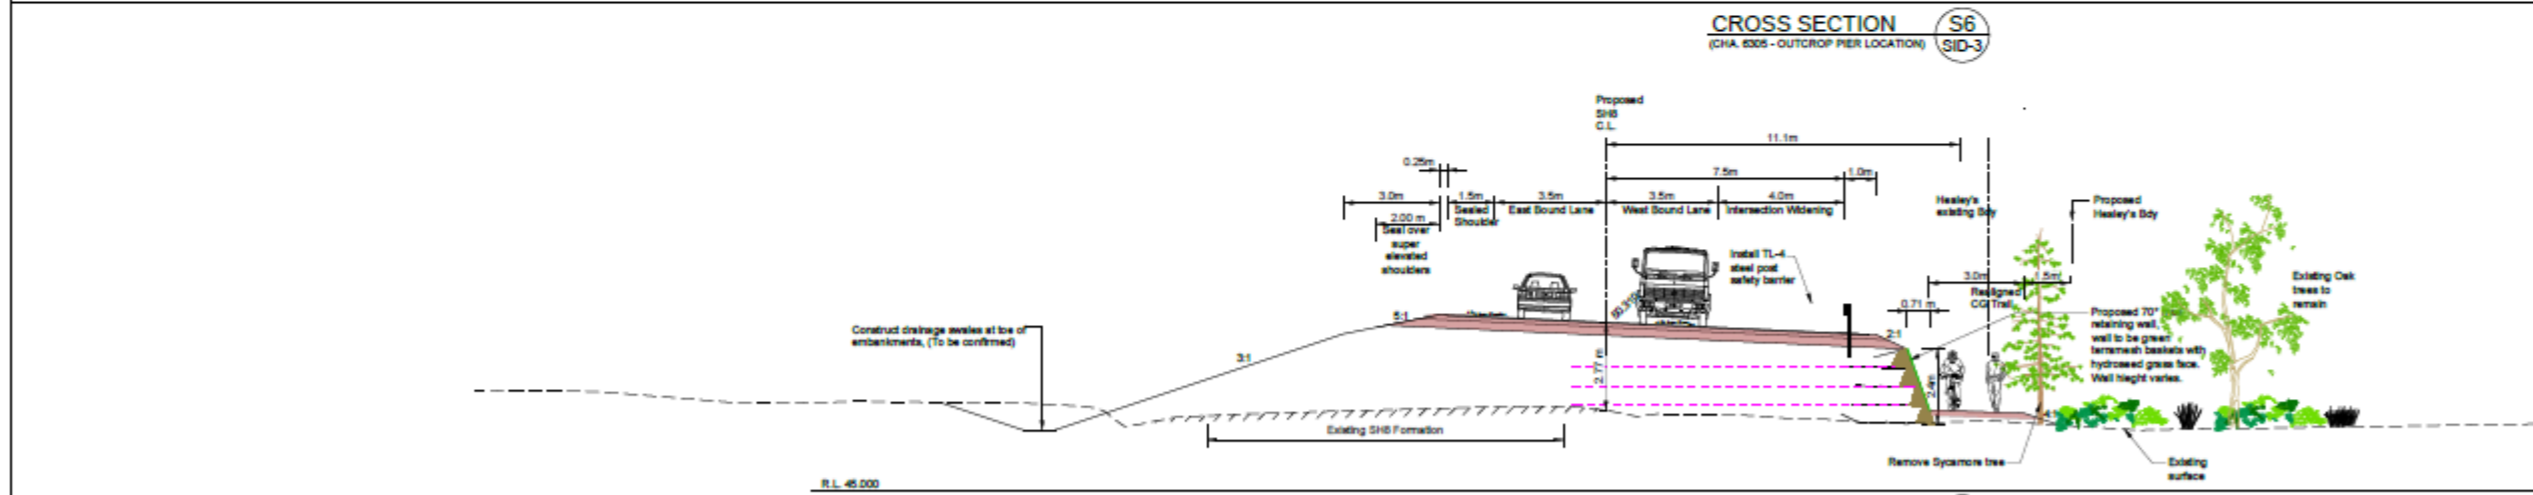 CROSS SECTION
S6
(CHA. 6305 - OUTCROP PIER LOCATION)
SID-3
Proposed
SH8
C.L.
11.1m
0.25m
7.5m
1.0m
3.0m
1.5m
3.5m
3.5m
4.0m
Sealed
Shoulder
East Bound Lane
West Bound Lane
Intersection Widening
2.00 m
Seal over
super
elevated
shoulders
Healey's
existing Bdy
Proposed
Healey's Bdy
Install TL-4
steel post
safety barrier
3.0m
1.5m
Realigned
CGI Trail
0.71 m
Existing Oak
trees to
remain
Proposed 70°
retaining wall,
wall to be green
terramesh baskets with
hydroseed grass face.
Wall hieght varies.
Construct drainage swales at toe of
embankments, (To be confirmed)
5:1
2:1
3:1
2.77 m
2.4m
Existing SH8 Formation
Remove Sycamore tree
Existing
surface
R.L. 45.000